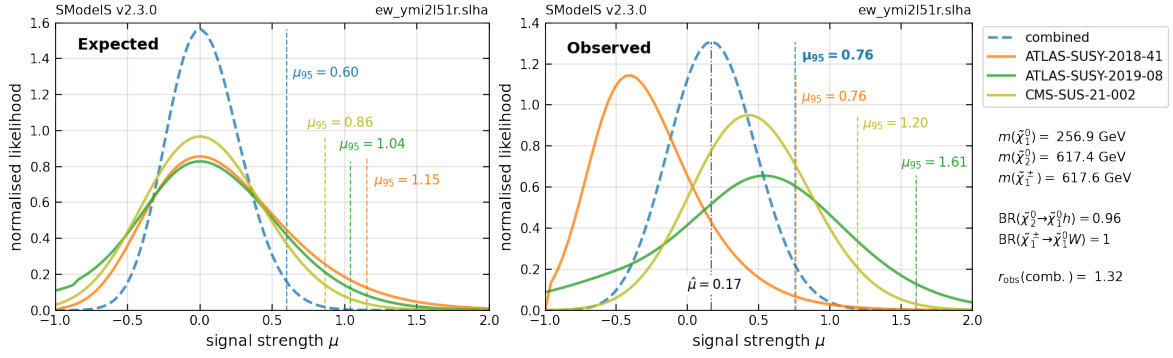 SModelS v2.3.0 ew_ymi2l51r.slha
Expected
μ95 = 0.60
μ95 = 0.86
μ95 = 1.04
μ95 = 1.15
normalised likelihood
0.0 0.2 0.4 0.6 0.8 1.0 1.2 1.4 1.6
−1.0 −0.5 0.0 0.5 1.0 1.5 2.0
signal strength μ
SModelS v2.3.0 ew_ymi2l51r.slha
Observed
μ95 = 0.76
μ95 = 0.76
μ95 = 1.20
μ95 = 1.61
μ̂ = 0.17
normalised likelihood
0.0 0.2 0.4 0.6 0.8 1.0 1.2 1.4
−1.0 −0.5 0.0 0.5 1.0 1.5 2.0
signal strength μ
combined
ATLAS-SUSY-2018-41
ATLAS-SUSY-2019-08
CMS-SUS-21-002
m(χ̃⁰₁) = 256.9 GeV
m(χ̃⁰₂) = 617.4 GeV
m(χ̃±₁) = 617.6 GeV
BR(χ̃⁰₂→χ̃⁰₁h) = 0.96
BR(χ̃±₁→χ̃⁰₁W) = 1
r_obs(comb.) = 1.32